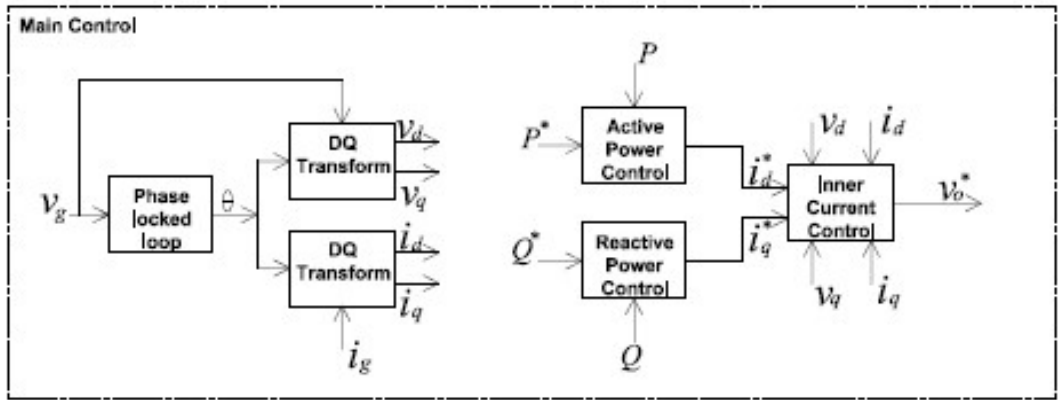 Main Control
v_g
Phase
locked
loop
θ
DQ
Transform
v_d
v_q
DQ
Transform
i_d
i_q
i_g
P
P*
Active
Power
Control
i_d*
Q*
Reactive
Power
Control
i_q*
Q
v_d
i_d
Inner
Current
Control
v_o*
v_q
i_q